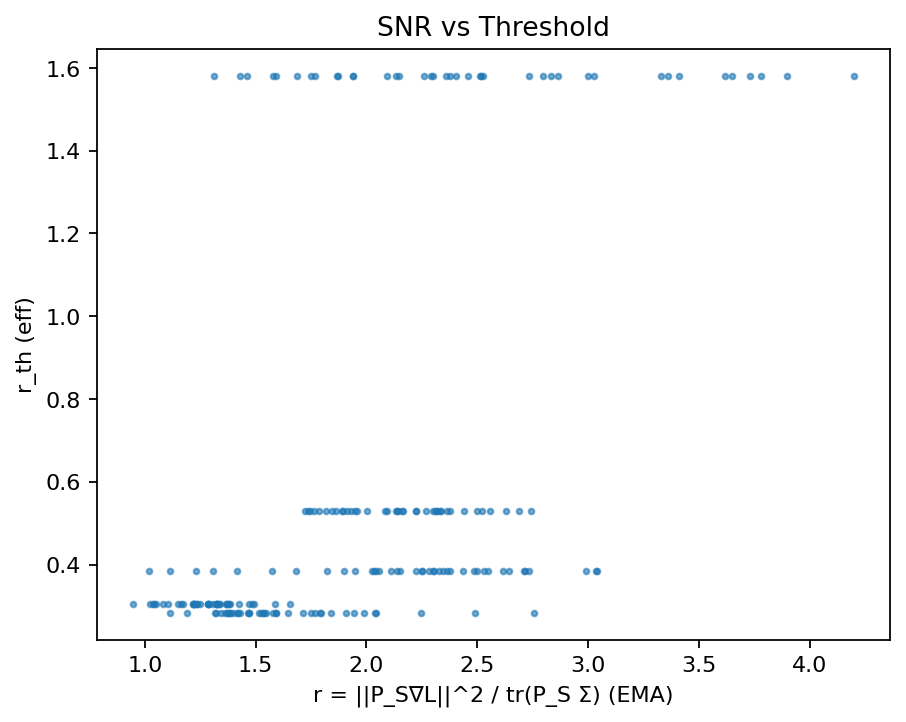 SNR vs Threshold
1.6
1.4
1.2
1.0
0.8
0.6
0.4
r_th (eff)
1.0 1.5 2.0 2.5 3.0 3.5 4.0
r = ||P_S∇L||^2 / tr(P_S Σ) (EMA)